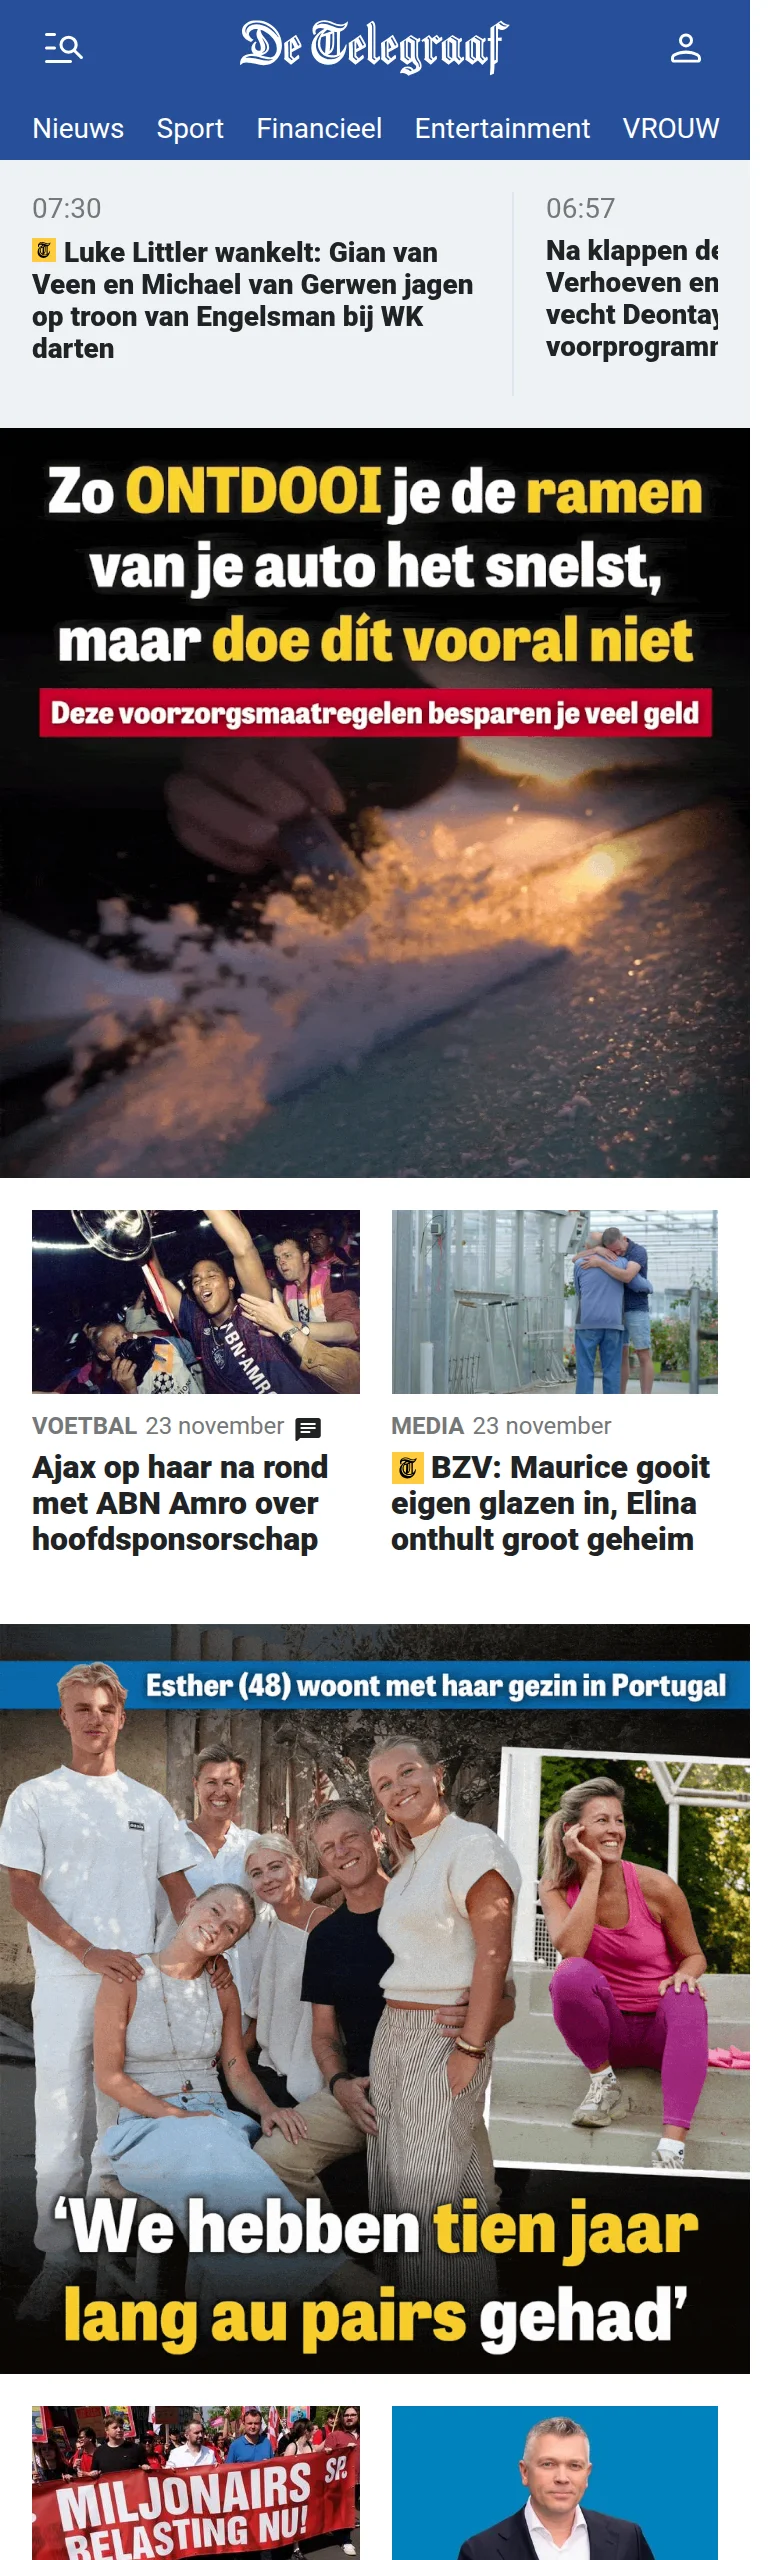 De Telegraaf
Nieuws Sport Financieel Entertainment VROUW
07:30
Luke Littler wankelt: Gian van
Veen en Michael van Gerwen jagen
op troon van Engelsman bij WK
darten
06:57
Na klappen
Verhoeven en
vecht
Zo ONTDOOI je de ramen
van je auto het snelst,
maar doe dít vooral niet
Deze voorzorgsmaatregelen besparen je veel geld
ABN·AMRO
VOETBAL 23 november
Ajax op haar na rond
met ABN Amro over
hoofdsponsorschap
MEDIA 23 november
BZV: Maurice gooit
eigen glazen in, Elina
onthult groot geheim
Esther (48) woont met haar gezin in Portugal
‘We hebben tien jaar
lang au pairs gehad’
MILJONAIRS SP.
BELASTING NU!